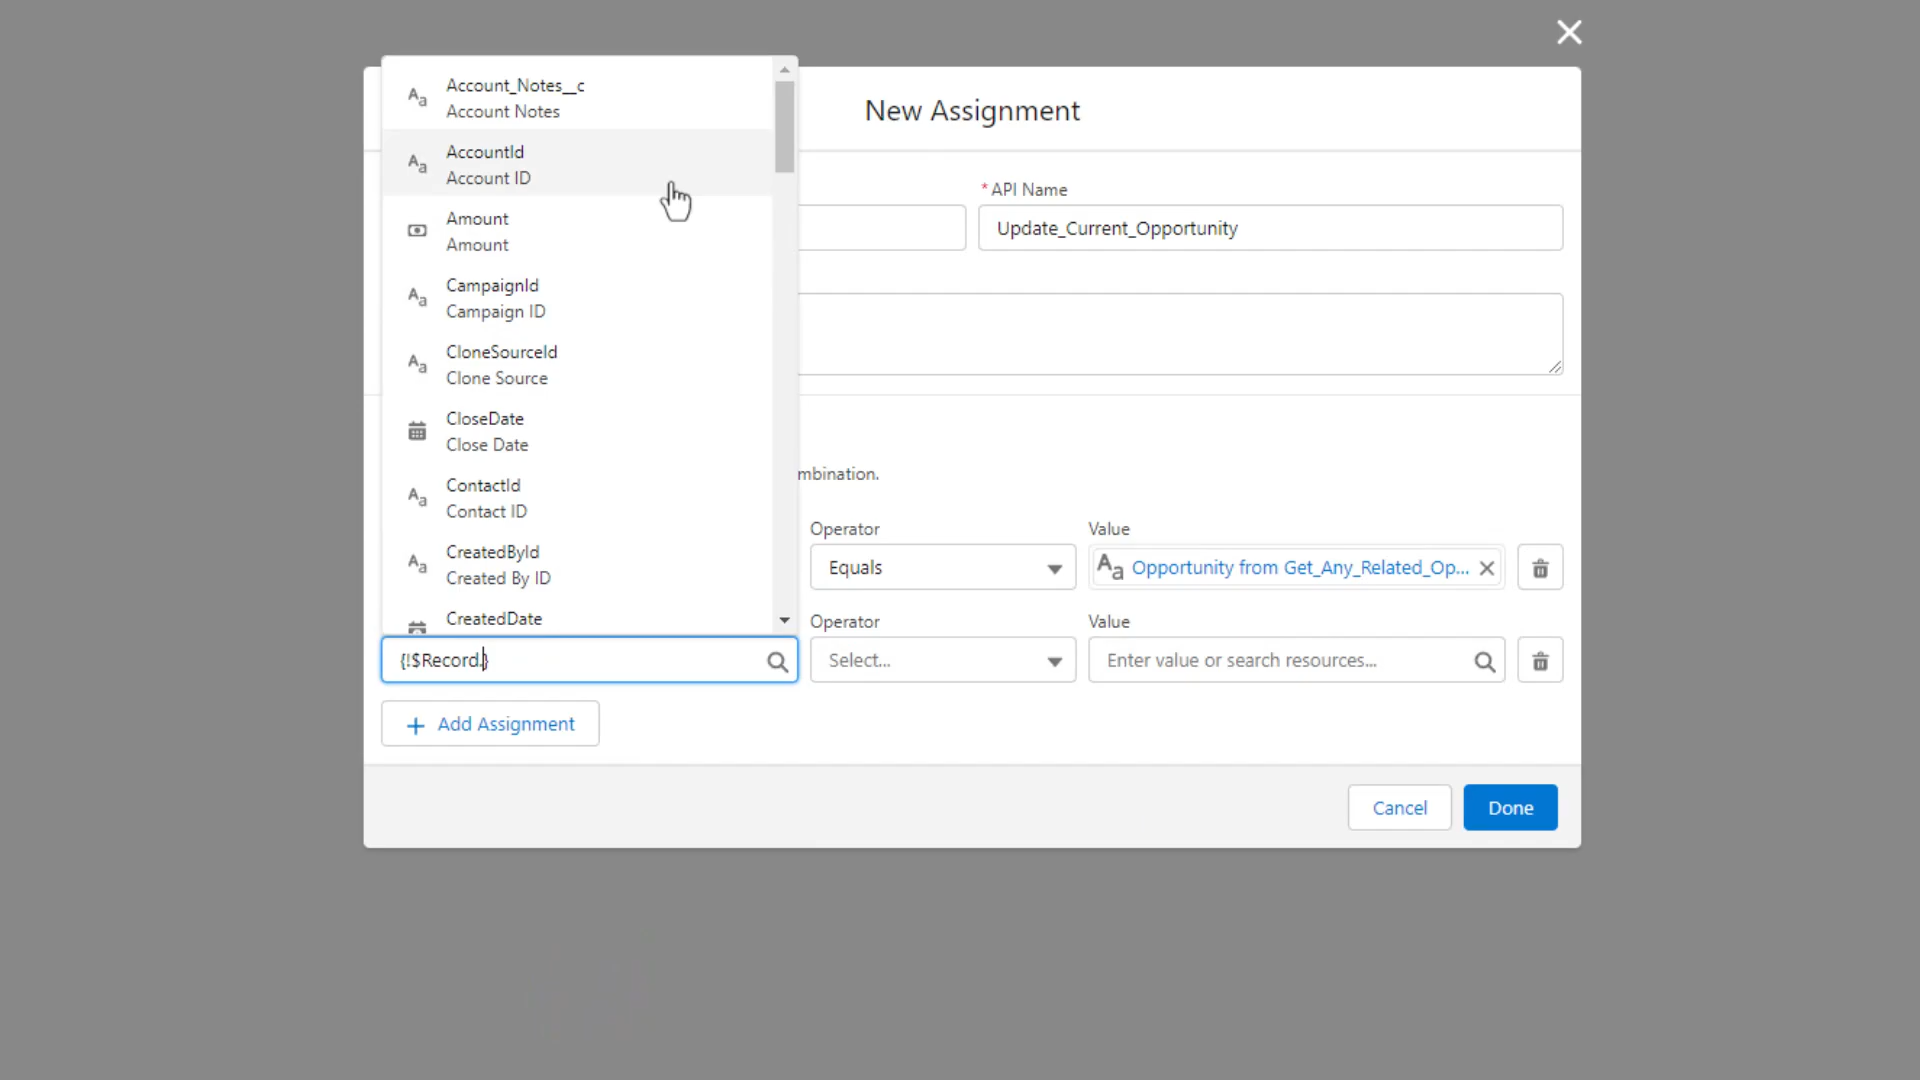 New Assignment
Account_Notes__c
Account Notes
AccountId
Account ID
Amount
Amount
CampaignId
Campaign ID
CloneSourceId
Clone Source
CloseDate
Close Date
ContactId
Contact ID
CreatedById
Created By ID
CreatedDate
* API Name
Update_Current_Opportunity
mbination.
Operator
Value
Equals
Opportunity from Get_Any_Related_Op...
Operator
Value
{!$Record.}
Select...
Enter value or search resources...
+ Add Assignment
Cancel
Done